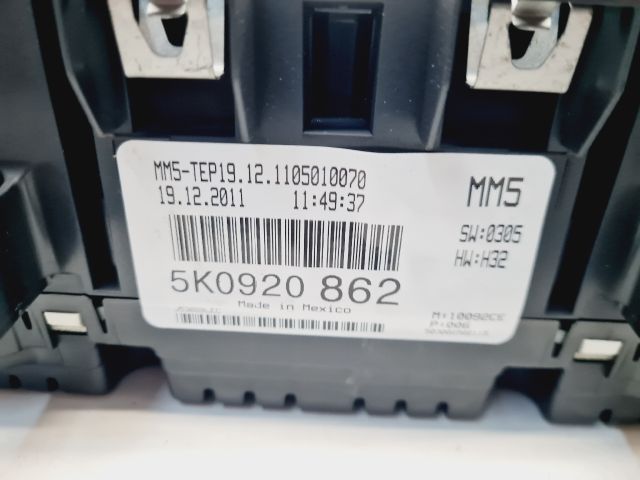 MM5-TEP19.12.1105010070
19.12.2011 11:49:37
MM5
SW:0305
HW:H32
5K0920 862
Made in Mexico
M:10092CE
P:006